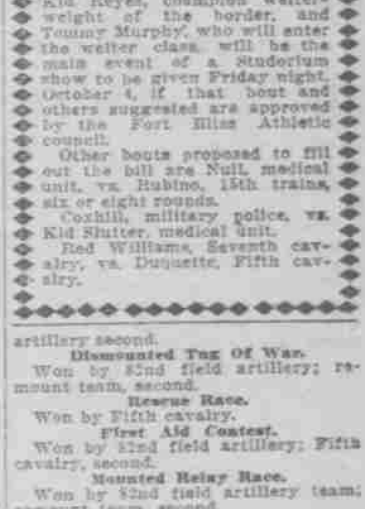 Kid Reyes, champion welter-
weight of the border, and
Tommy Murphy, who will enter
the welter class, will be the
main event of a Studorium
show to be given Friday night,
October 4, if that bout and
others suggested are approved
by the Fort Bliss Athletic
council.
Other bouts proposed to fill
out the bill are Null, medical
unit, vs. Rubino, 15th trains,
six or eight rounds.
Coxhill, military police, vs.
Kid Slutter, medical unit.
Red Williams, Seventh cav-
alry, vs. Duquette, Fifth cav-
alry.
artillery second.
Dismounted Tug Of War.
Won by 82nd field artillery; re-
mount team, second.
Rescue Race.
Won by Fifth cavalry.
First Aid Contest.
Won by 82nd field artillery; Fifth
cavalry, second.
Mounted Relay Race.
Won by 82nd field artillery team;
team, second